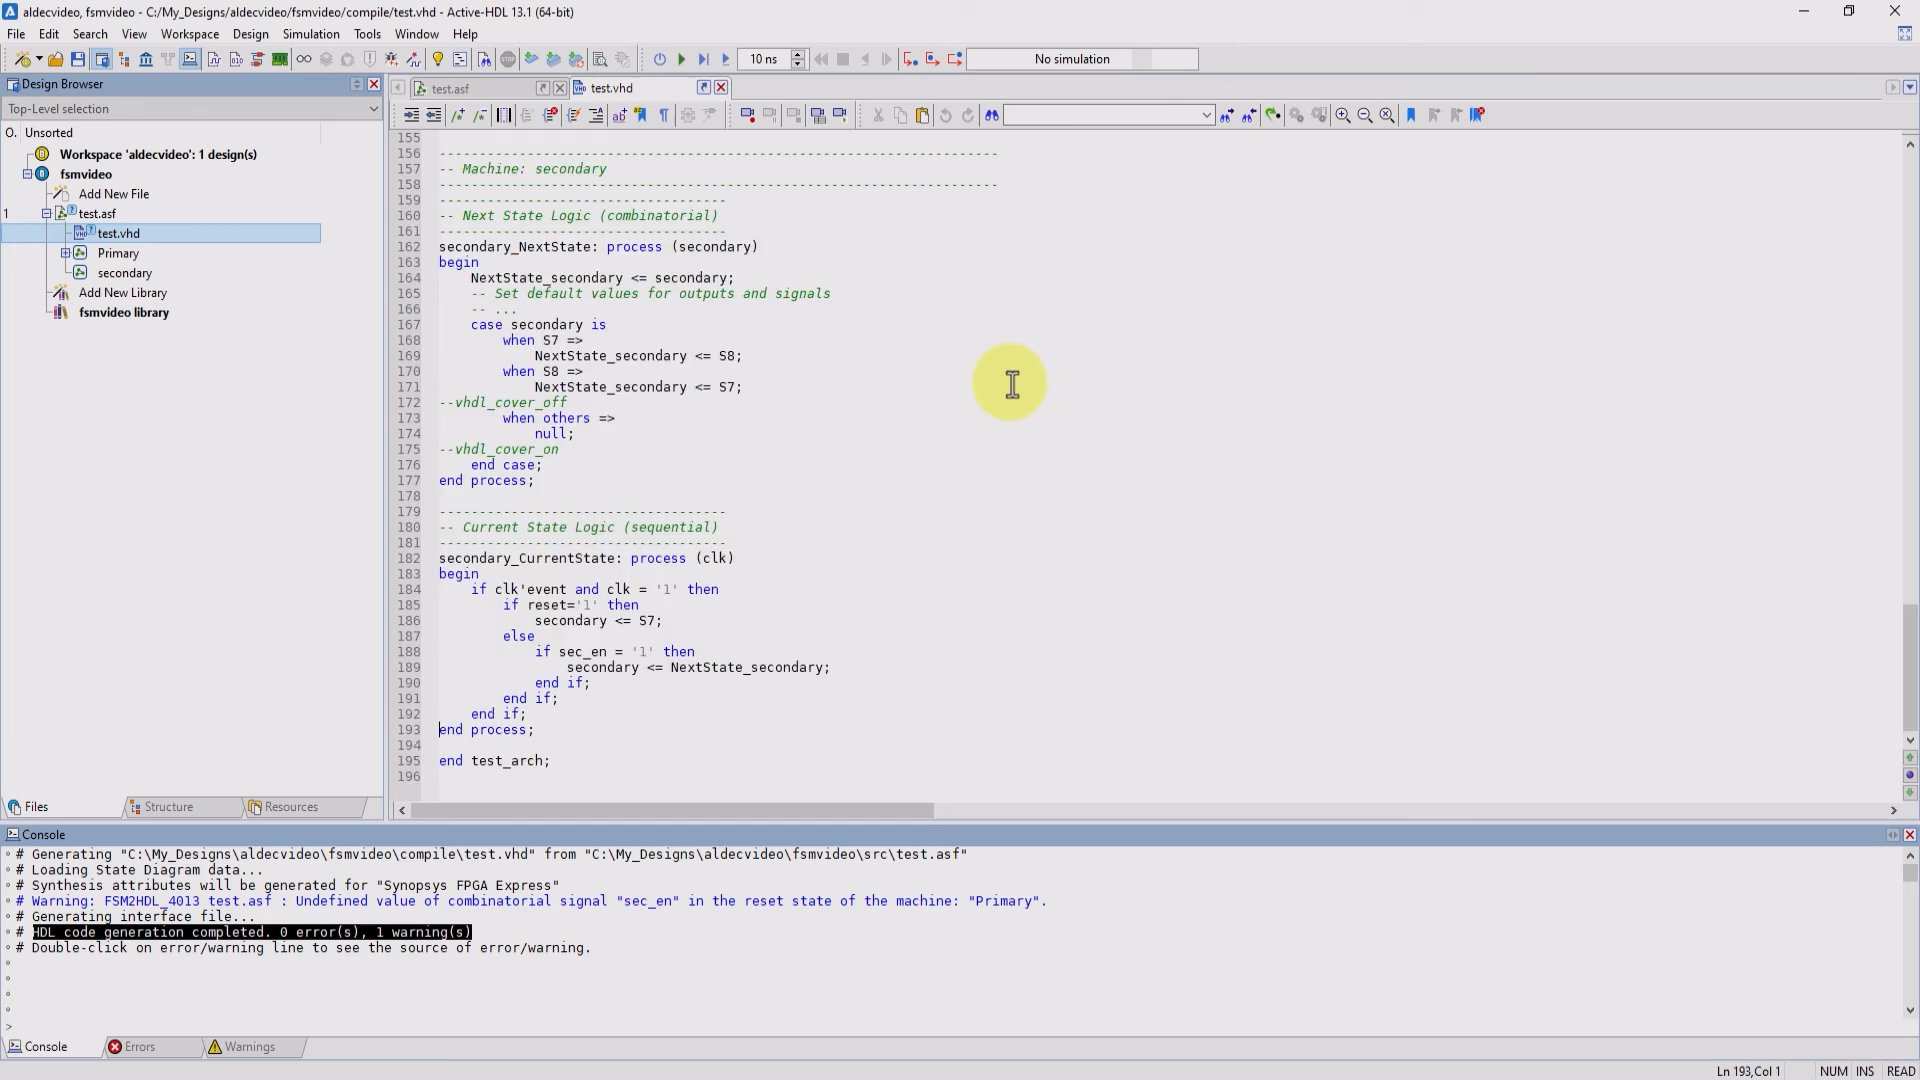 aldecvideo, fsmvideo - C:/My_Designs/aldecvideo/fsmvideo/compile/test.vhd - Active-HDL 13.1 (64-bit)
File Edit Search View Workspace Design Simulation Tools Window Help
10 ns
No simulation
Design Browser
Top-Level selection
O. Unsorted
Workspace 'aldecvideo': 1 design(s)
fsmvideo
Add New File
1 test.asf
test.vhd
Primary
secondary
Add New Library
fsmvideo library
Files Structure Resources
test.asf test.vhd
155
156 ----------------------------------------------------------------------
157 -- Machine: secondary
158 ----------------------------------------------------------------------
159 ------------------------------------
160 -- Next State Logic (combinatorial)
161 ------------------------------------
162 secondary_NextState: process (secondary)
163 begin
164 NextState_secondary <= secondary;
165 -- Set default values for outputs and signals
166 -- ...
167 case secondary is
168 when S7 =>
169 NextState_secondary <= S8;
170 when S8 =>
171 NextState_secondary <= S7;
172 --vhdl_cover_off
173 when others =>
174 null;
175 --vhdl_cover_on
176 end case;
177 end process;
178
179 ------------------------------------
180 -- Current State Logic (sequential)
181 ------------------------------------
182 secondary_CurrentState: process (clk)
183 begin
184 if clk'event and clk = '1' then
185 if reset='1' then
186 secondary <= S7;
187 else
188 if sec_en = '1' then
189 secondary <= NextState_secondary;
190 end if;
191 end if;
192 end if;
193 end process;
194
195 end test_arch;
196
Console
# Generating "C:\My_Designs\aldecvideo\fsmvideo\compile\test.vhd" from "C:\My_Designs\aldecvideo\fsmvideo\src\test.asf"
# Loading State Diagram data...
# Synthesis attributes will be generated for "Synopsys FPGA Express"
# Warning: FSM2HDL_4013 test.asf : Undefined value of combinatorial signal "sec_en" in the reset state of the machine: "Primary".
# Generating interface file...
# HDL code generation completed. 0 error(s), 1 warning(s)
# Double-click on error/warning line to see the source of error/warning.
>
Console Errors Warnings
Ln 193,Col 1 NUM INS READ